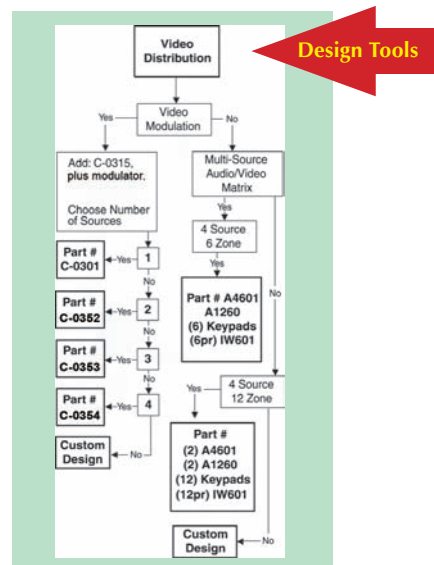 Video
Distribution
Design Tools
Video
Modulation
Yes
No
Add: C-0315,
plus modulator.
Choose Number
of Sources
Multi-Source
Audio/Video
Matrix
Yes
4 Source
6 Zone
Yes
Part # A4601
A1260
(6) Keypads
(6pr) IW601
No
Part #
C-0301
Yes
1
No
Part #
C-0352
Yes
2
No
Part #
C-0353
Yes
3
No
Part #
C-0354
Yes
4
Custom
Design
No
Yes
4 Source
12 Zone
Part #
(2) A4601
(2) A1260
(12) Keypads
(12pr) IW601
Custom
Design
No